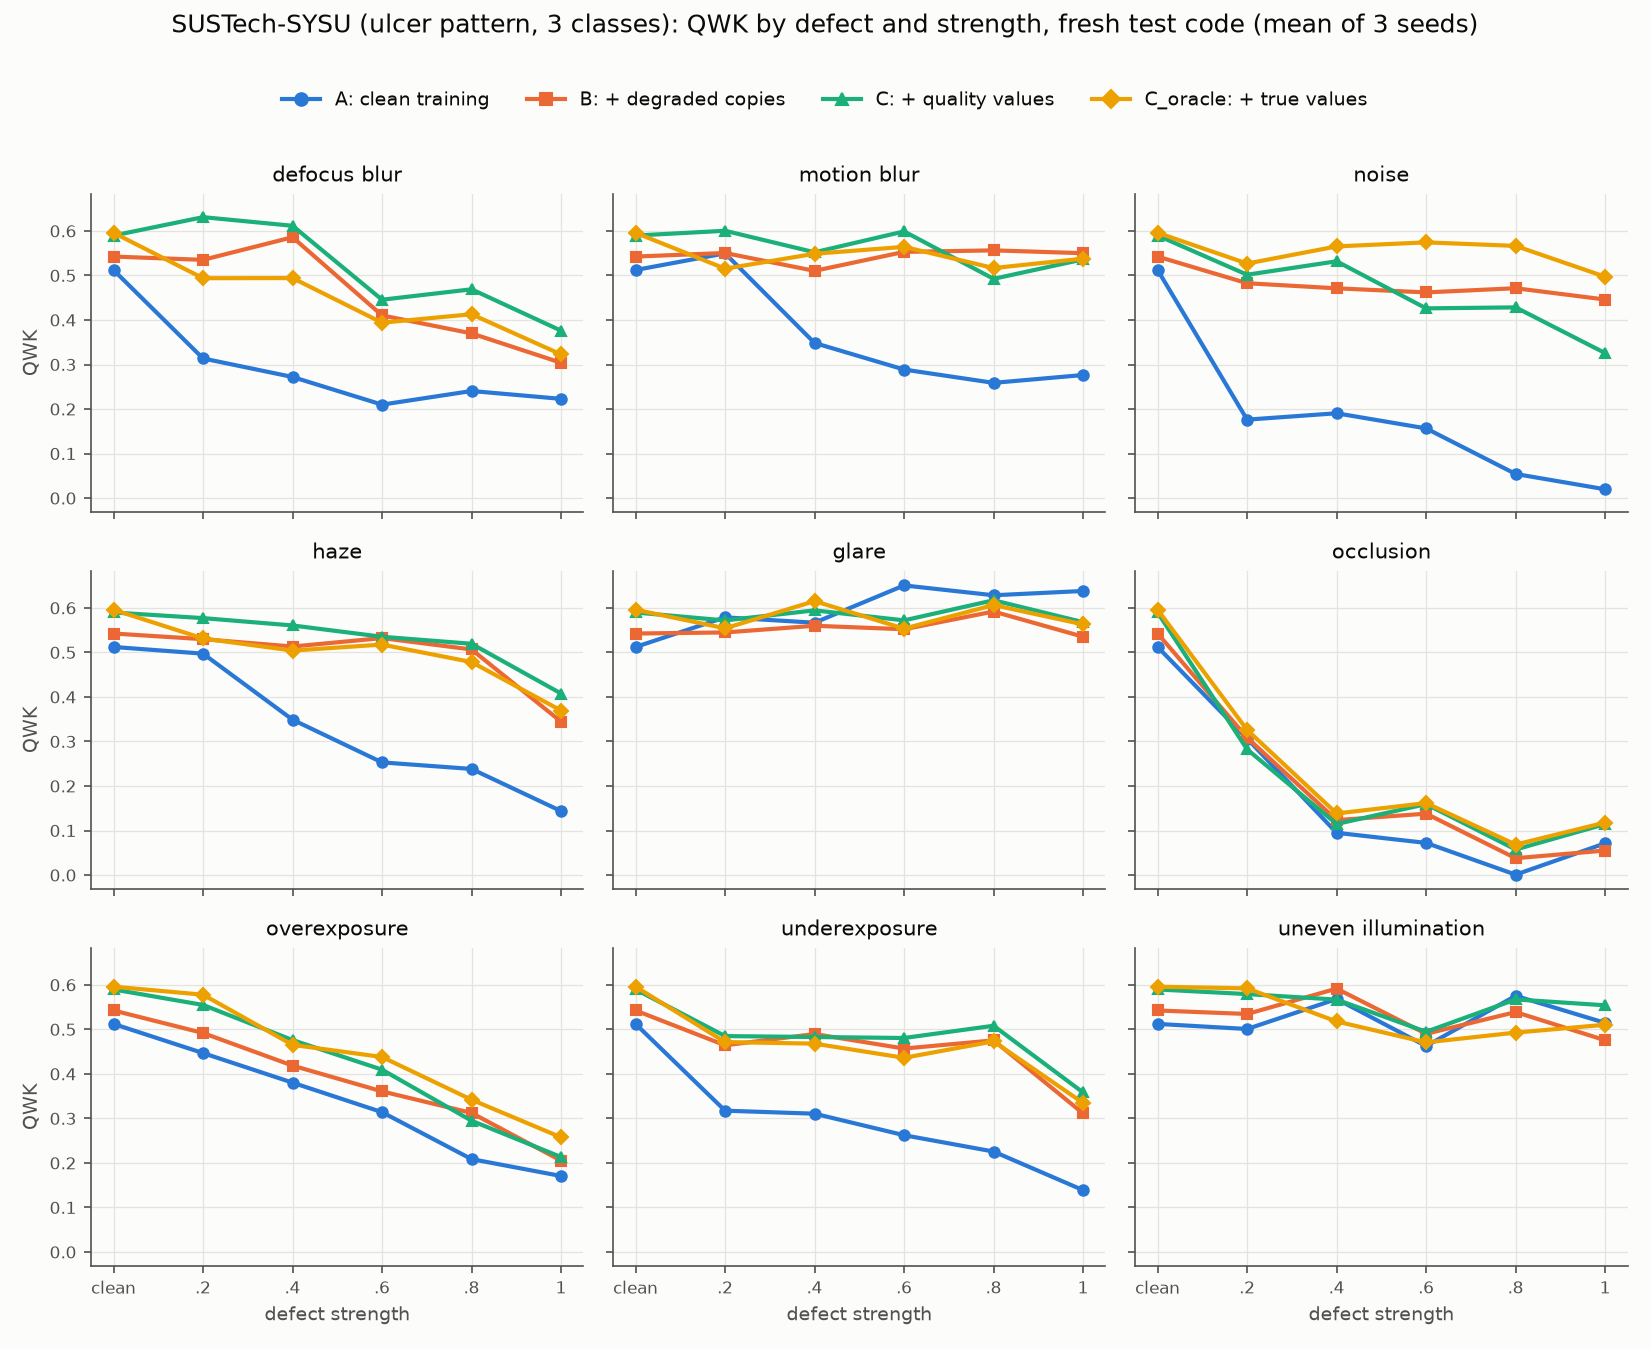 SUSTech-SYSU (ulcer pattern, 3 classes): QWK by defect and strength, fresh test code (mean of 3 seeds)
A: clean training B: + degraded copies C: + quality values C_oracle: + true values
defocus blur motion blur noise
0.6
0.5
0.4
0.3
0.2
0.1
0.0
QWK
haze glare occlusion
0.6
0.5
0.4
0.3
0.2
0.1
0.0
QWK
overexposure underexposure uneven illumination
0.6
0.5
0.4
0.3
0.2
0.1
0.0
QWK
clean .2 .4 .6 .8 1 clean .2 .4 .6 .8 1 clean .2 .4 .6 .8 1
defect strength defect strength defect strength